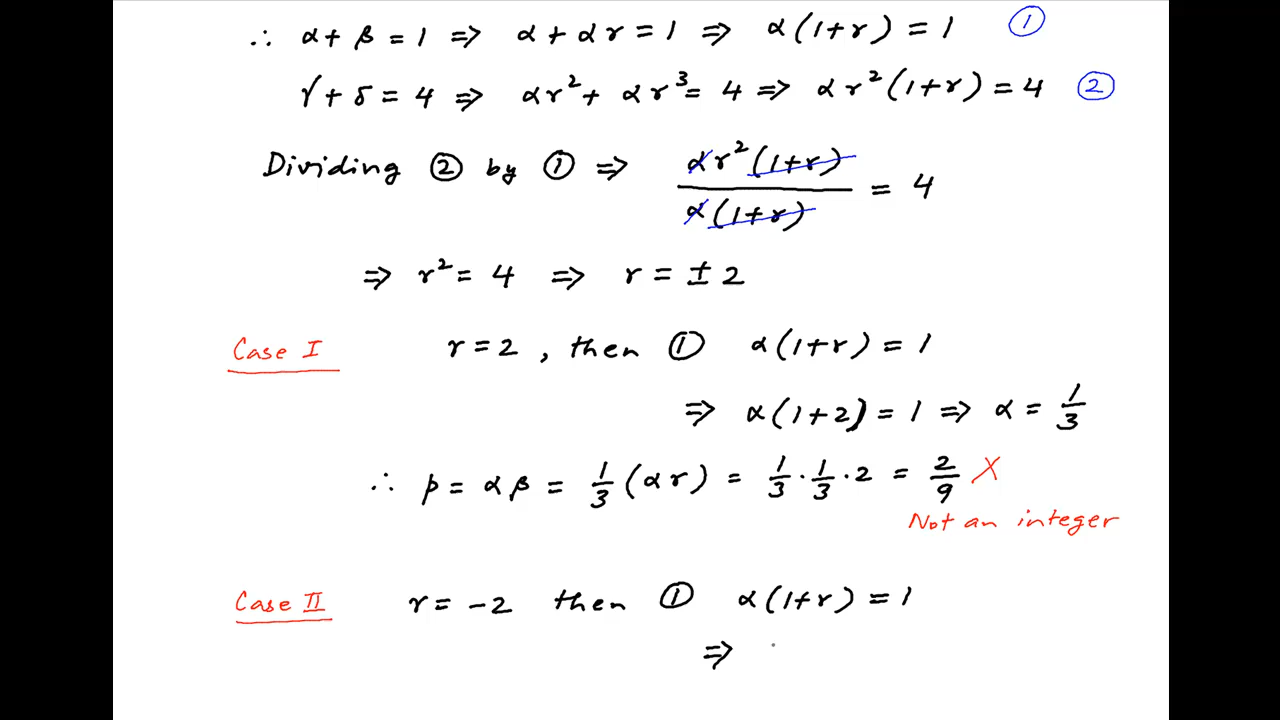 ∴ α + β = 1 ⇒ α + αr = 1 ⇒ α(1+r) = 1 ①
γ + δ = 4 ⇒ αr² + αr³ = 4 ⇒ αr²(1+r) = 4 ②
Dividing ② by ① ⇒ αr²(1+r) / α(1+r) = 4
⇒ r² = 4 ⇒ r = ± 2
Case I r = 2 , then ① α(1+r) = 1
⇒ α(1+2) = 1 ⇒ α = 1/3
∴ p = αβ = 1/3 (αr) = 1/3 · 1/3 · 2 = 2/9 X
Not an integer
Case II r = -2 then ① α(1+r) = 1
⇒